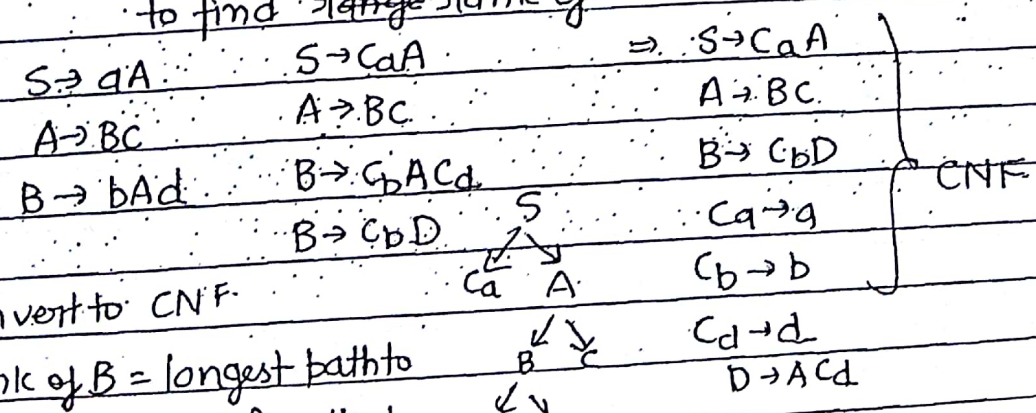 to find
S→aA S→CaA ⇒ S→CaA
A→BC A→BC A→BC
B→bAd B→CbACd B→CbD
B→CbD S Ca→a
Ca A Cb→b CNF
vert to CNF.
B C Cd→d
of B = longest path to D→ACd